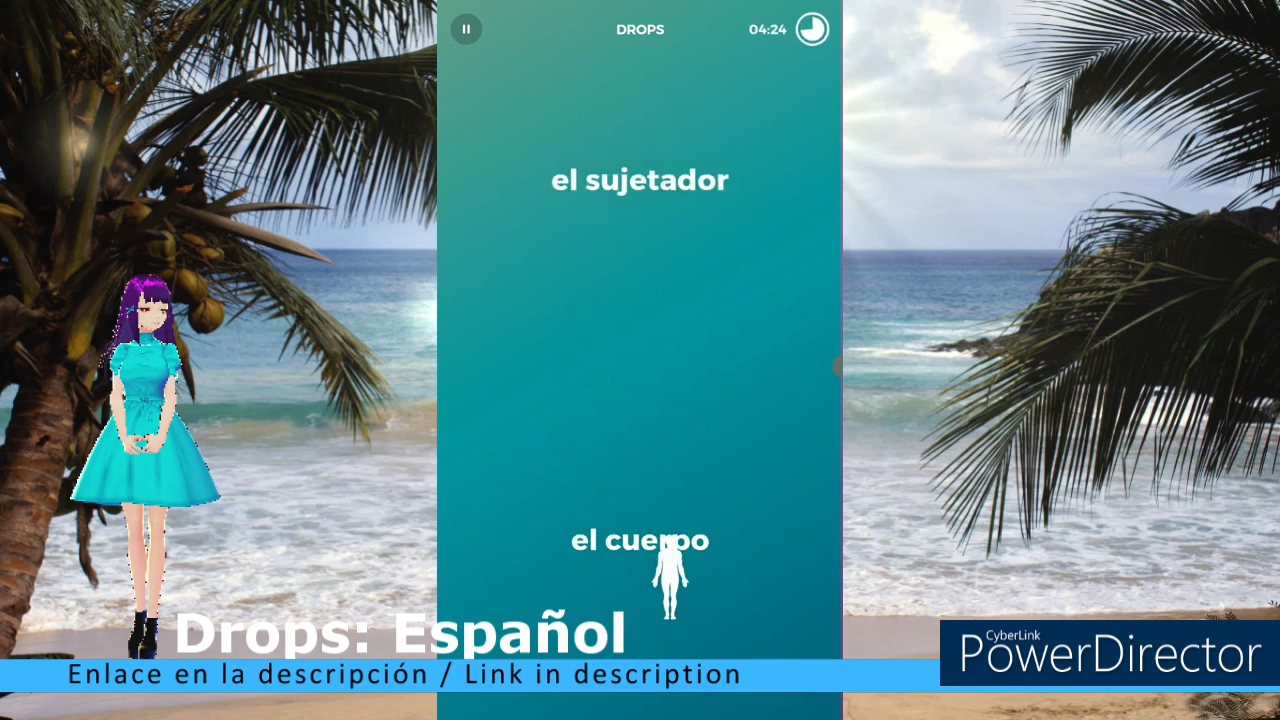 DROPS
04:24
el sujetador
el cuerpo
Drops: Español
Enlace en la descripción / Link in description
CyberLink
PowerDirector